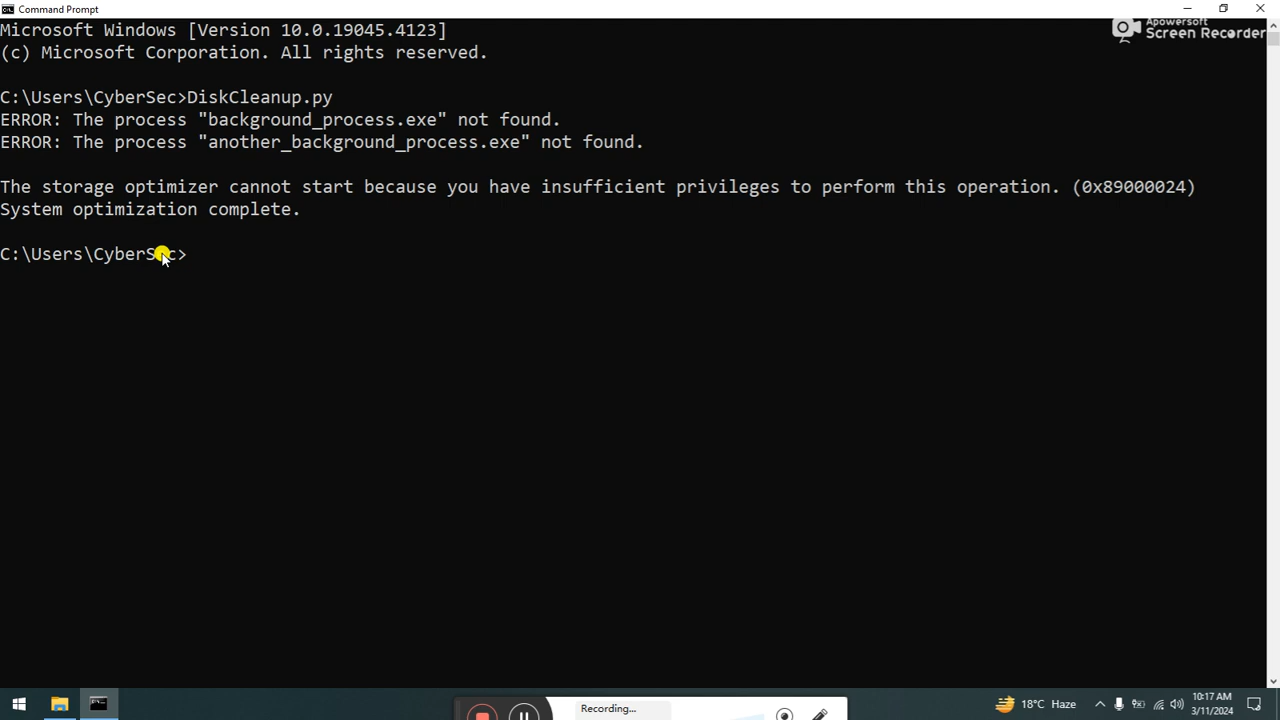 Command Prompt
Microsoft Windows [Version 10.0.19045.4123]
(c) Microsoft Corporation. All rights reserved.
Apowersoft
Screen Recorder
C:\Users\CyberSec>DiskCleanup.py
ERROR: The process "background_process.exe" not found.
ERROR: The process "another_background_process.exe" not found.
The storage optimizer cannot start because you have insufficient privileges to perform this operation. (0x89000024)
System optimization complete.
C:\Users\CyberSec>
Recording...
18°C Haze
10:17 AM
3/11/2024